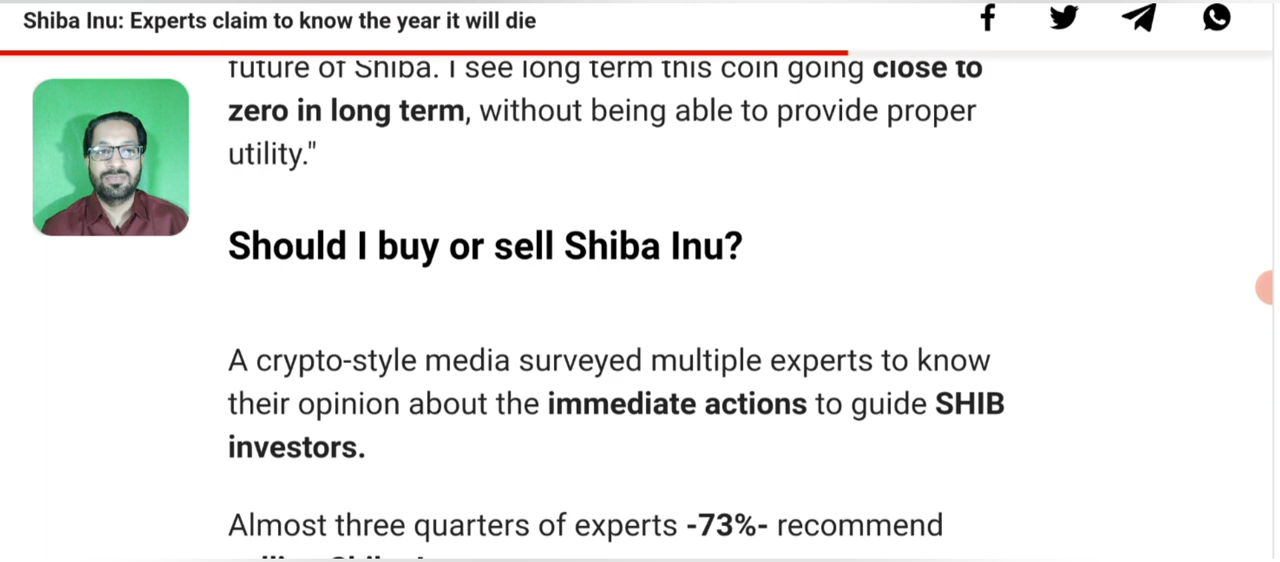 Shiba Inu: Experts claim to know the year it will die
future of Shiba. I see long term this coin going close to
zero in long term, without being able to provide proper
utility."
Should I buy or sell Shiba Inu?
A crypto-style media surveyed multiple experts to know
their opinion about the immediate actions to guide SHIB
investors.
Almost three quarters of experts -73%- recommend